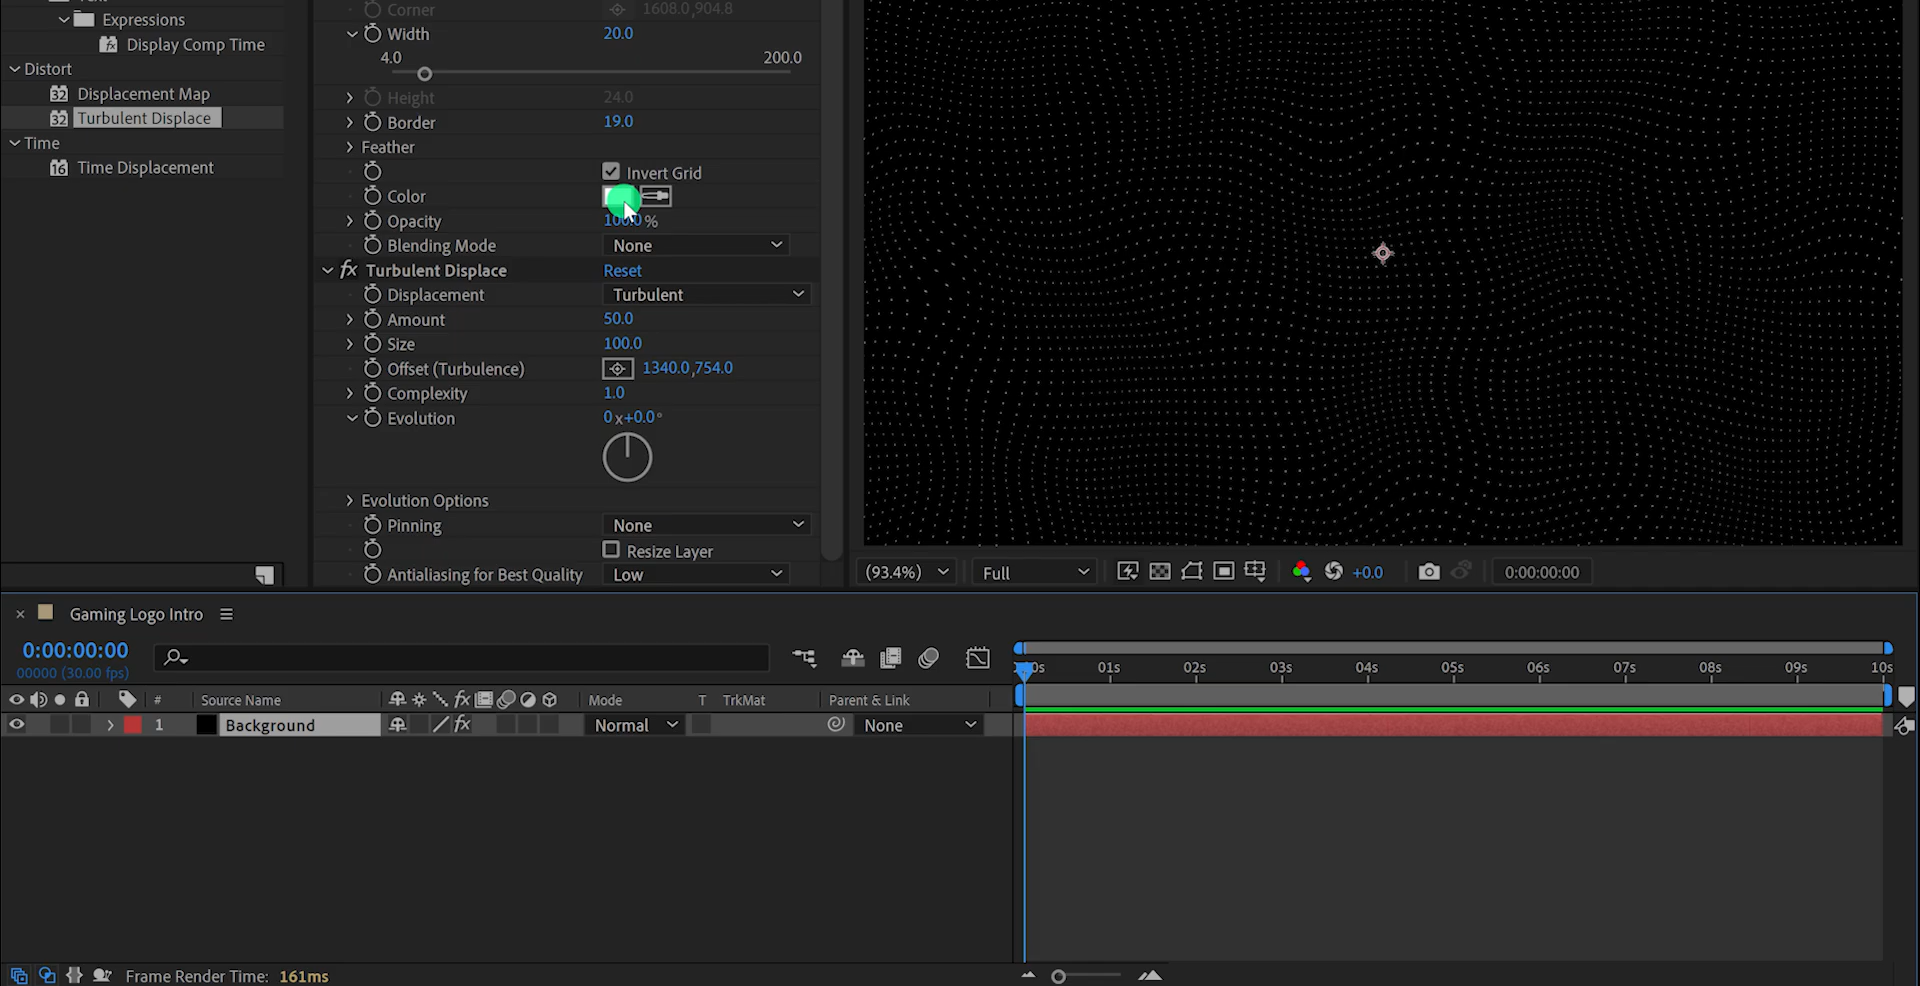 Expressions
Display Comp Time
Distort
Displacement Map
Turbulent Displace
Time
Time Displacement
Corner 1608.0,904.8
Width 20.0
4.0 200.0
Height 24.0
Border 19.0
Feather
Invert Grid
Color
Opacity 100.0 %
Blending Mode None
fx Turbulent Displace Reset
Displacement Turbulent
Amount 50.0
Size 100.0
Offset (Turbulence) 1340.0,754.0
Complexity 1.0
Evolution 0x+0.0°
Evolution Options
Pinning None
Resize Layer
Antialiasing for Best Quality Low
(93.4%) Full +0.0 0:00:00:00
Gaming Logo Intro
0:00:00:00
00000 (30.00 fps)
0s 01s 02s 03s 04s 05s 06s 07s 08s 09s 10s
# Source Name fx Mode T TrkMat Parent & Link
1 Background fx Normal None
Frame Render Time: 161ms